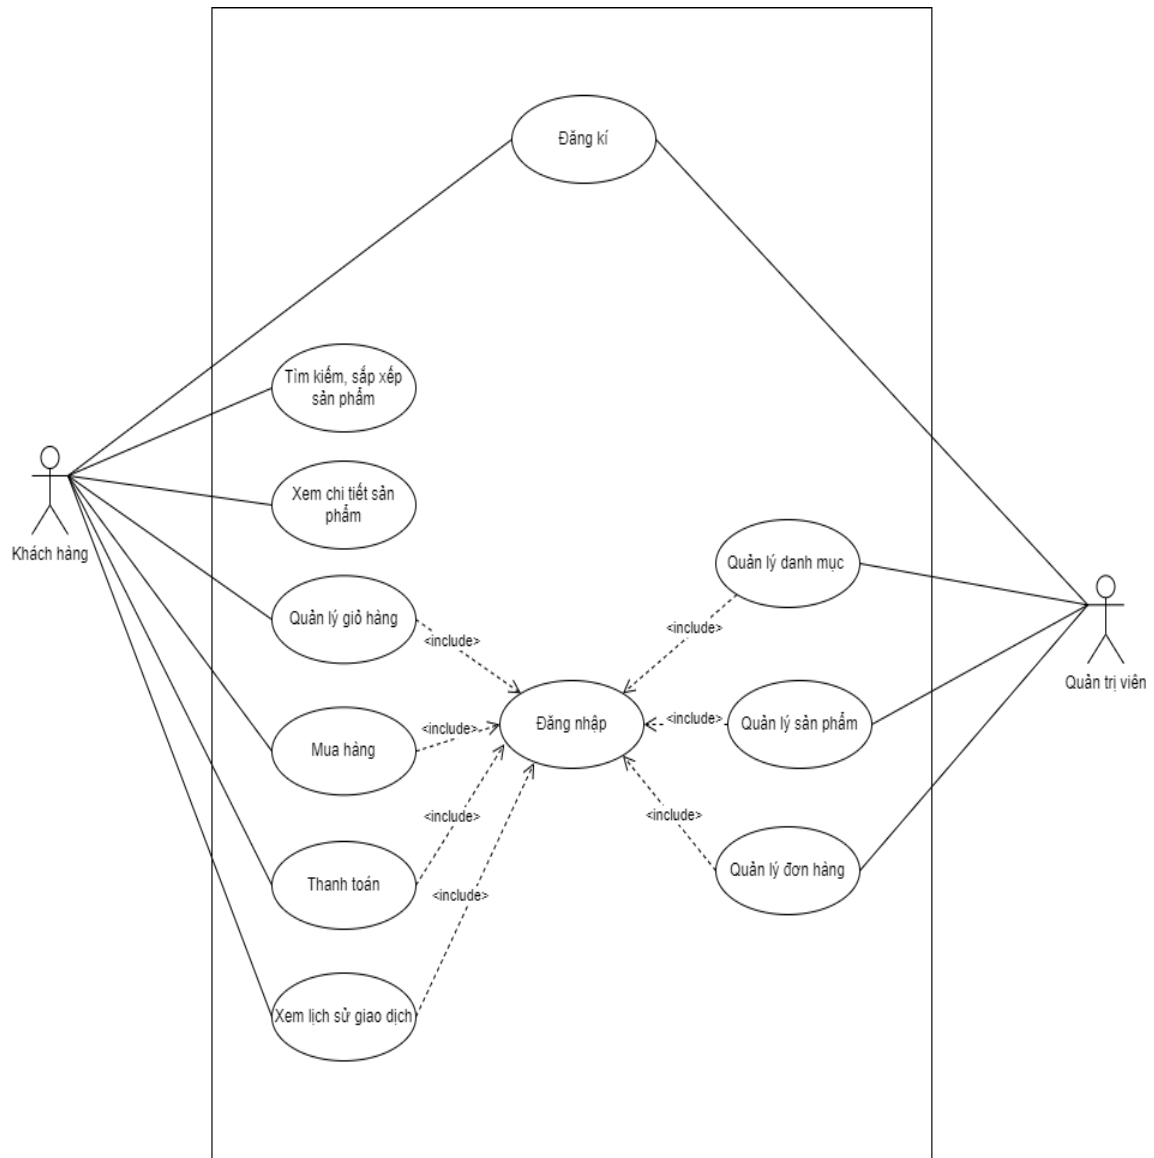 Đăng kí
Tìm kiếm, sắp xếp
sản phẩm
Xem chi tiết sản
phẩm
Khách hàng
Quản lý danh mục
Quản lý giỏ hàng
<include>
<include>
Quản trị viên
Đăng nhập
<include>
Quản lý sản phẩm
<include>
Mua hàng
<include>
<include>
Quản lý đơn hàng
Thanh toán
<include>
Xem lịch sử giao dịch